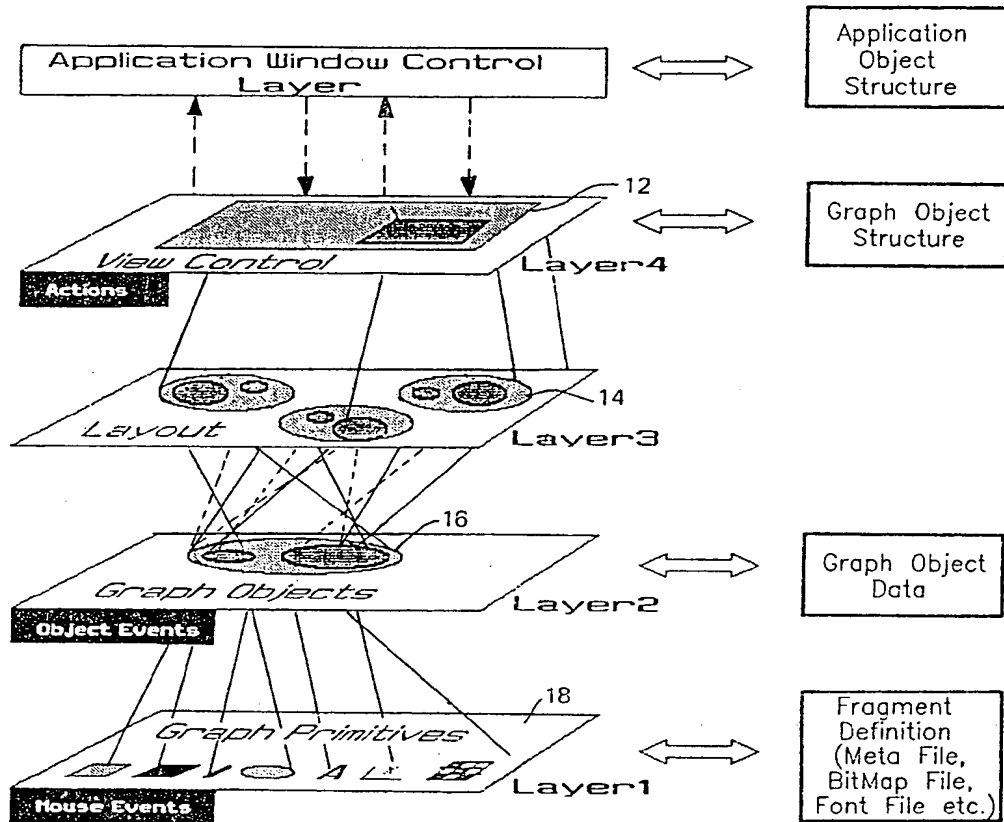 Application Window Control
Layer
Application
Object
Structure
12
View Control
Layer4
Actions
Graph Object
Structure
14
Layout
Layer3
16
Graph Objects
Layer2
Object Events
Graph Object
Data
18
Graph Primitives
A
Layer1
Mouse Events
Fragment
Definition
(Meta File,
BitMap File,
Font File etc.)